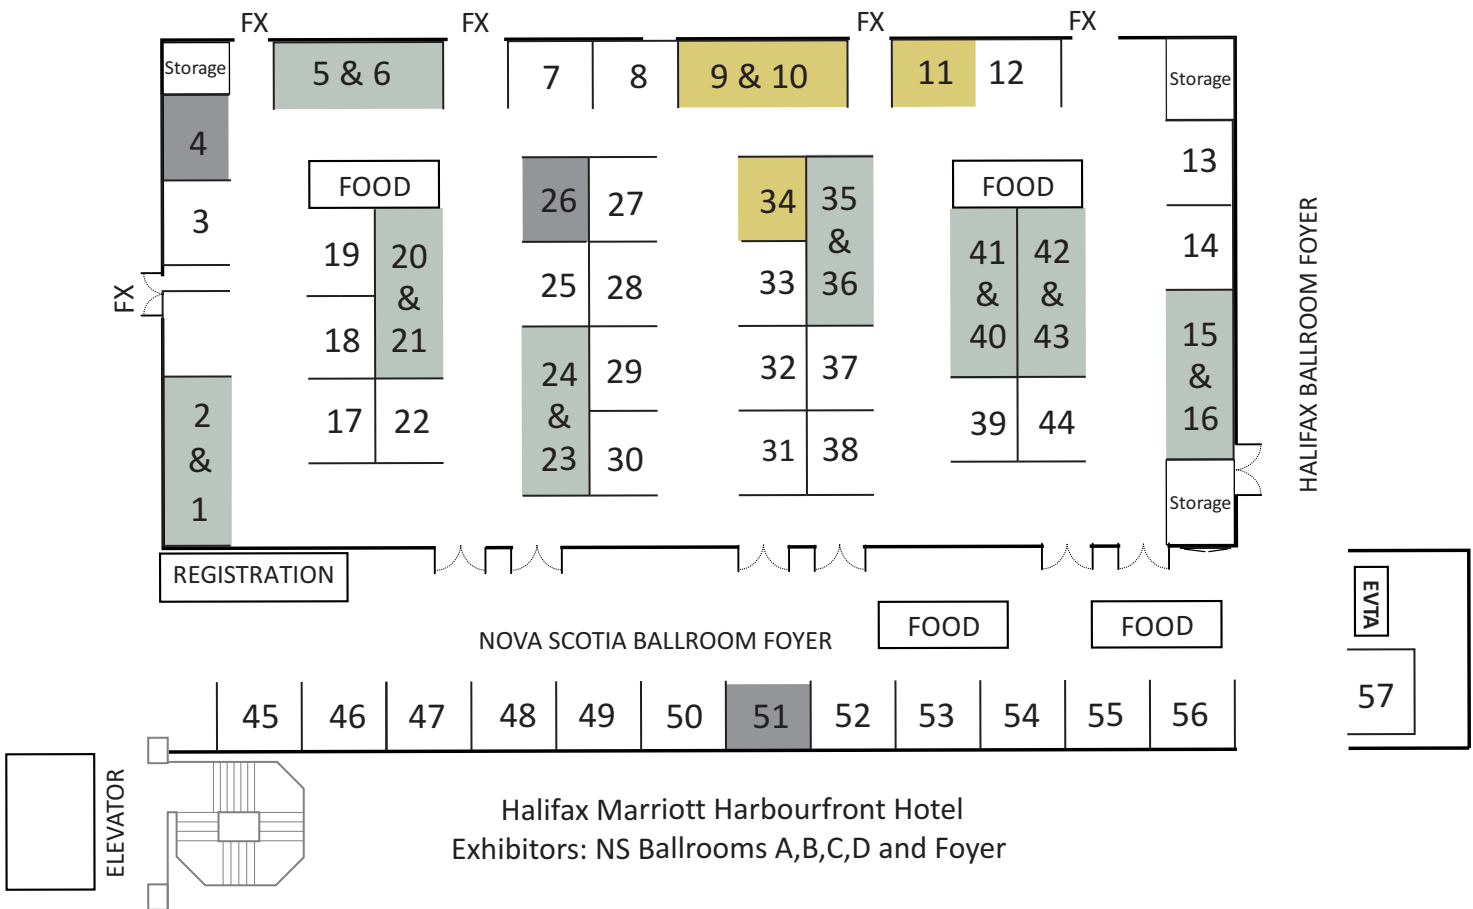 FX
FX
FX
FX
Storage
5 & 6
7
8
9 & 10
11
12
Storage
4
3
FX
2
&
1
FOOD
19
20
&
21
18
17
22
26
27
25
28
24
&
23
29
30
34
35
&
36
33
32
37
31
38
FOOD
41
&
40
42
&
43
39
44
13
14
15
&
16
Storage
HALIFAX BALLROOM FOYER
REGISTRATION
NOVA SCOTIA BALLROOM FOYER
FOOD
FOOD
EVTA
57
45
46
47
48
49
50
51
52
53
54
55
56
ELEVATOR
Halifax Marriott Harbourfront Hotel
Exhibitors: NS Ballrooms A,B,C,D and Foyer